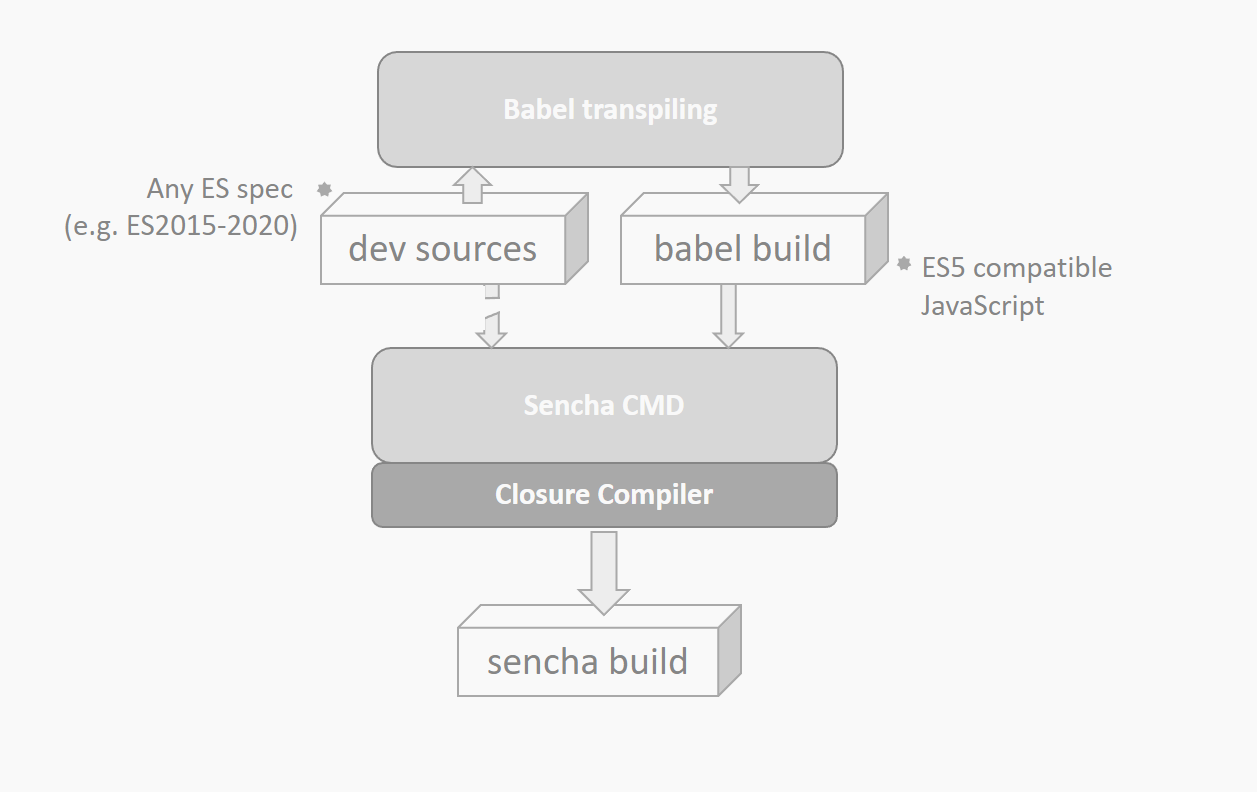 Babel transpiling
Any ES spec
(e.g. ES2015-2020)
dev sources
babel build
ES5 compatible
JavaScript
Sencha CMD
Closure Compiler
sencha build